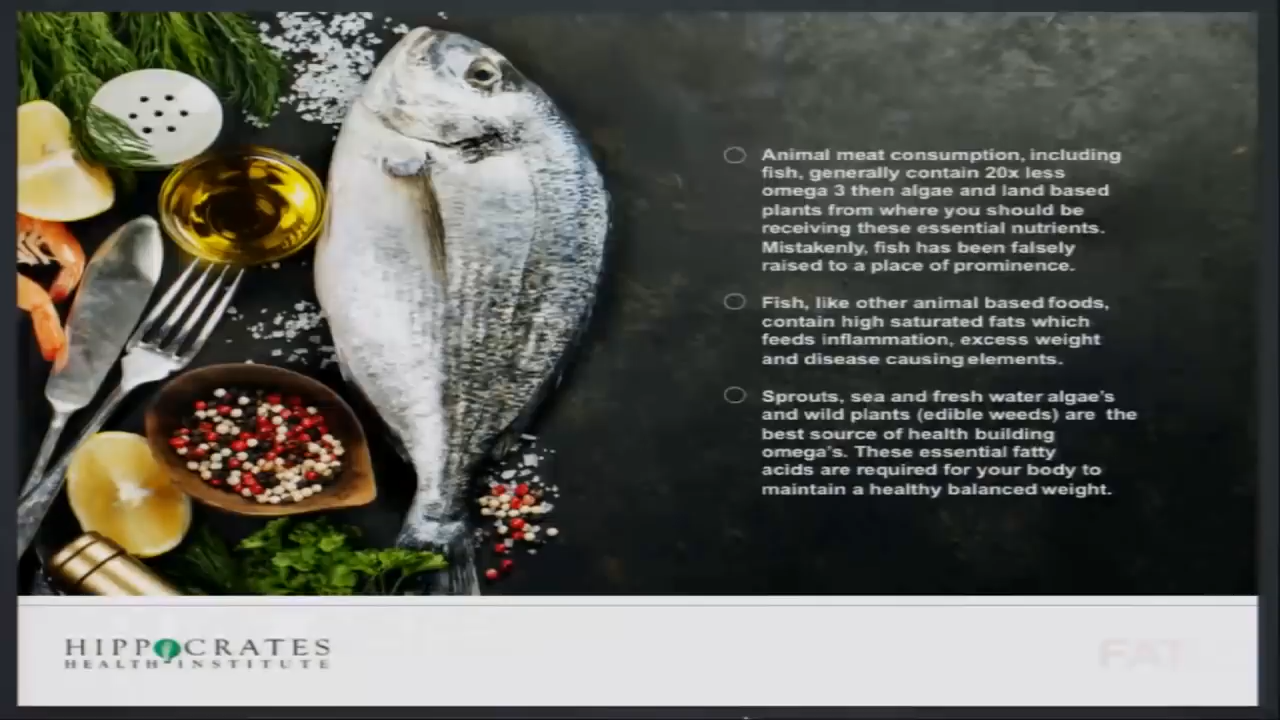 Animal meat consumption, including
fish, generally contain 20x less
omega 3 then algae and land based
plants from where you should be
receiving these essential nutrients.
Mistakenly, fish has been falsely
raised to a place of prominence.
Fish, like other animal based foods,
contain high saturated fats which
feeds inflammation, excess weight
and disease causing elements.
Sprouts, sea and fresh water algae's
and wild plants (edible weeds) are the
best source of health building
omega's. These essential fatty
acids are required for your body to
maintain a healthy balanced weight.
HIPPOCRATES
HEALTH INSTITUTE
FAT